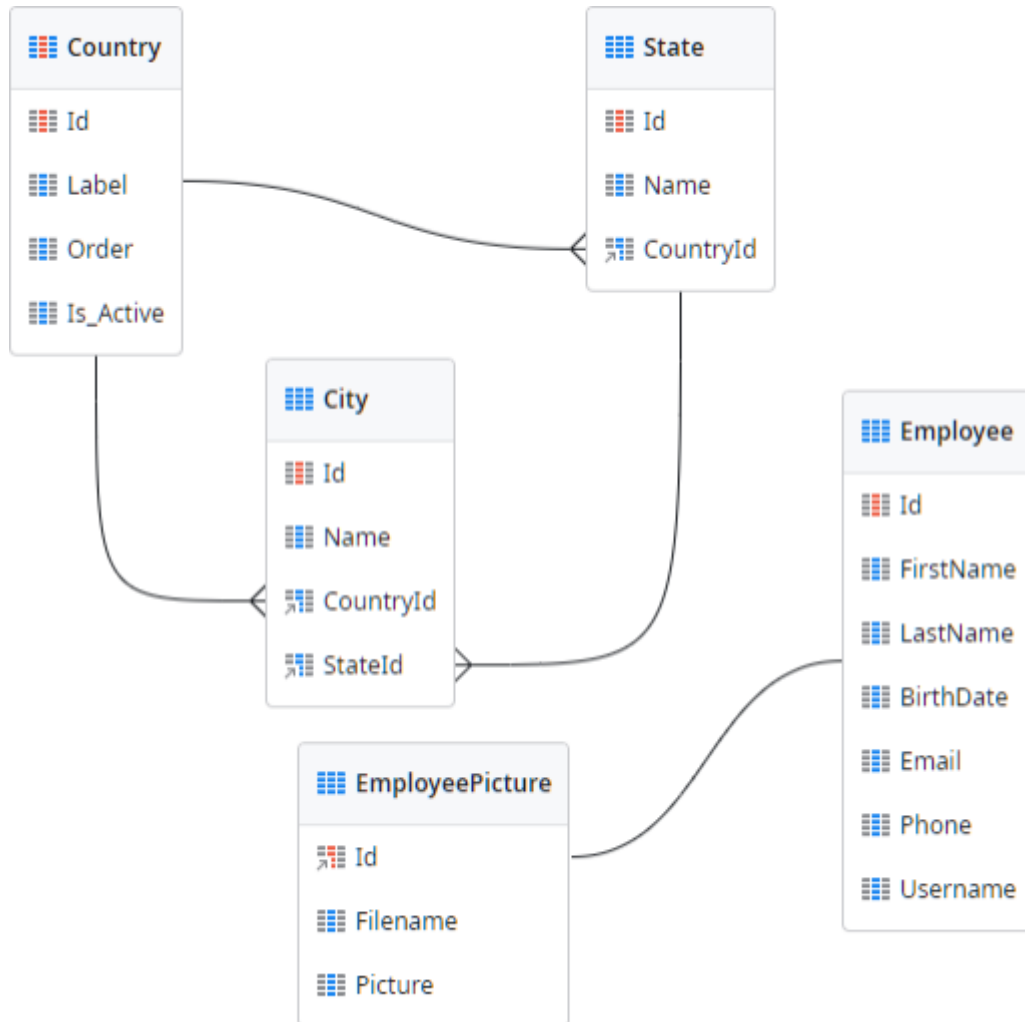 Country
Id
Label
Order
Is_Active
State
Id
Name
CountryId
City
Id
Name
CountryId
StateId
Employee
Id
FirstName
LastName
BirthDate
Email
Phone
Username
EmployeePicture
Id
Filename
Picture